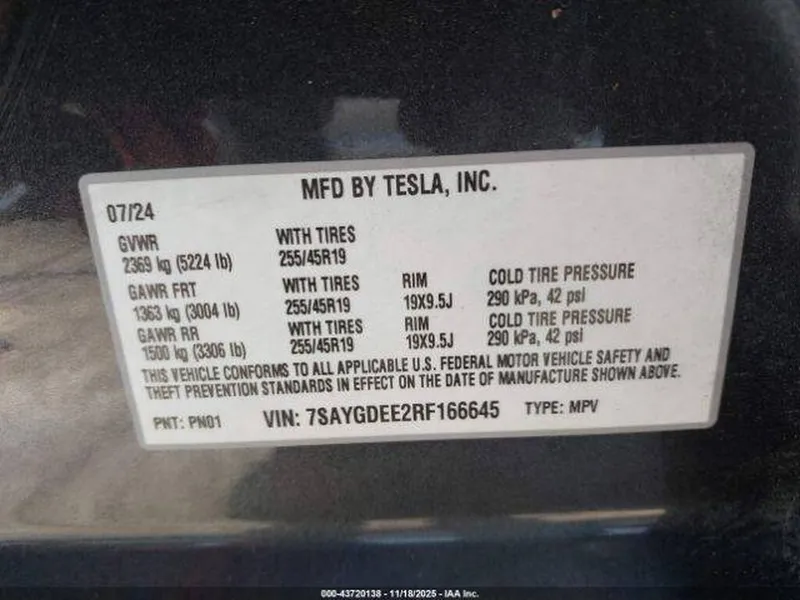 MFD BY TESLA, INC.
07/24
GVWR WITH TIRES
2369 kg (5224 lb) 255/45R19
GAWR FRT WITH TIRES RIM COLD TIRE PRESSURE
1363 kg (3004 lb) 255/45R19 19X9.5J 290 kPa, 42 psi
GAWR RR WITH TIRES RIM COLD TIRE PRESSURE
1500 kg (3306 lb) 255/45R19 19X9.5J 290 kPa, 42 psi
THIS VEHICLE CONFORMS TO ALL APPLICABLE U.S. FEDERAL MOTOR VEHICLE SAFETY AND
THEFT PREVENTION STANDARDS IN EFFECT ON THE DATE OF MANUFACTURE SHOWN ABOVE.
PNT: PN01 VIN: 7SAYGDEE2RF166645 TYPE: MPV
000-43720138 - 11/18/2025 - IAA Inc.